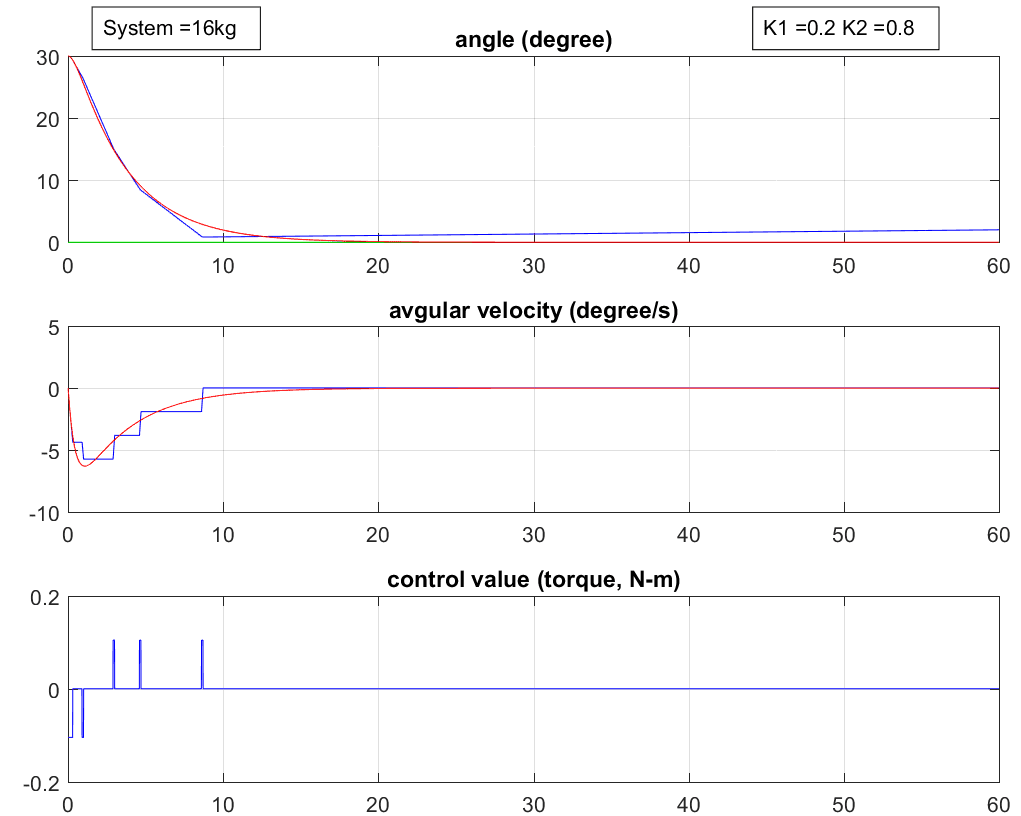 System =16kg
K1 =0.2 K2 =0.8
angle (degree)
30
20
10
0
0 10 20 30 40 50 60
avgular velocity (degree/s)
5
0
-5
-10
0 10 20 30 40 50 60
control value (torque, N-m)
0.2
0
-0.2
0 10 20 30 40 50 60